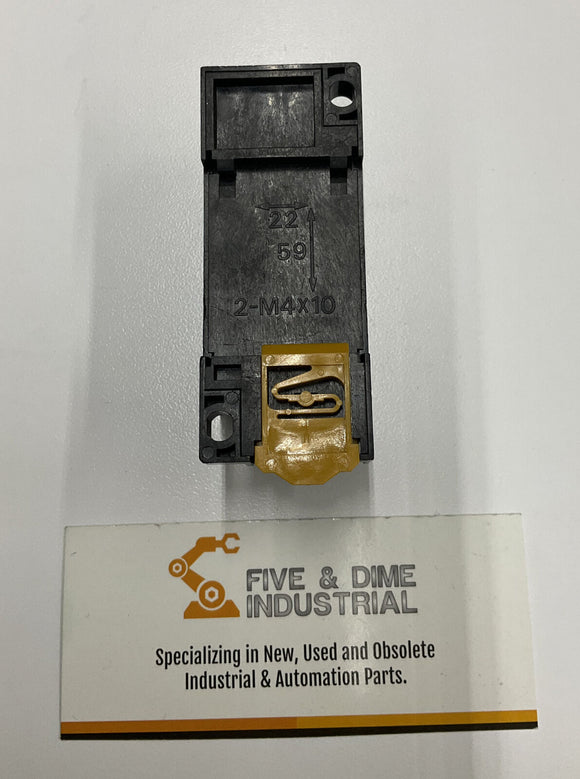 22
59
2-M4X10
FIVE & DIME
INDUSTRIAL
Specializing in New, Used and Obsolete
Industrial & Automation Parts.